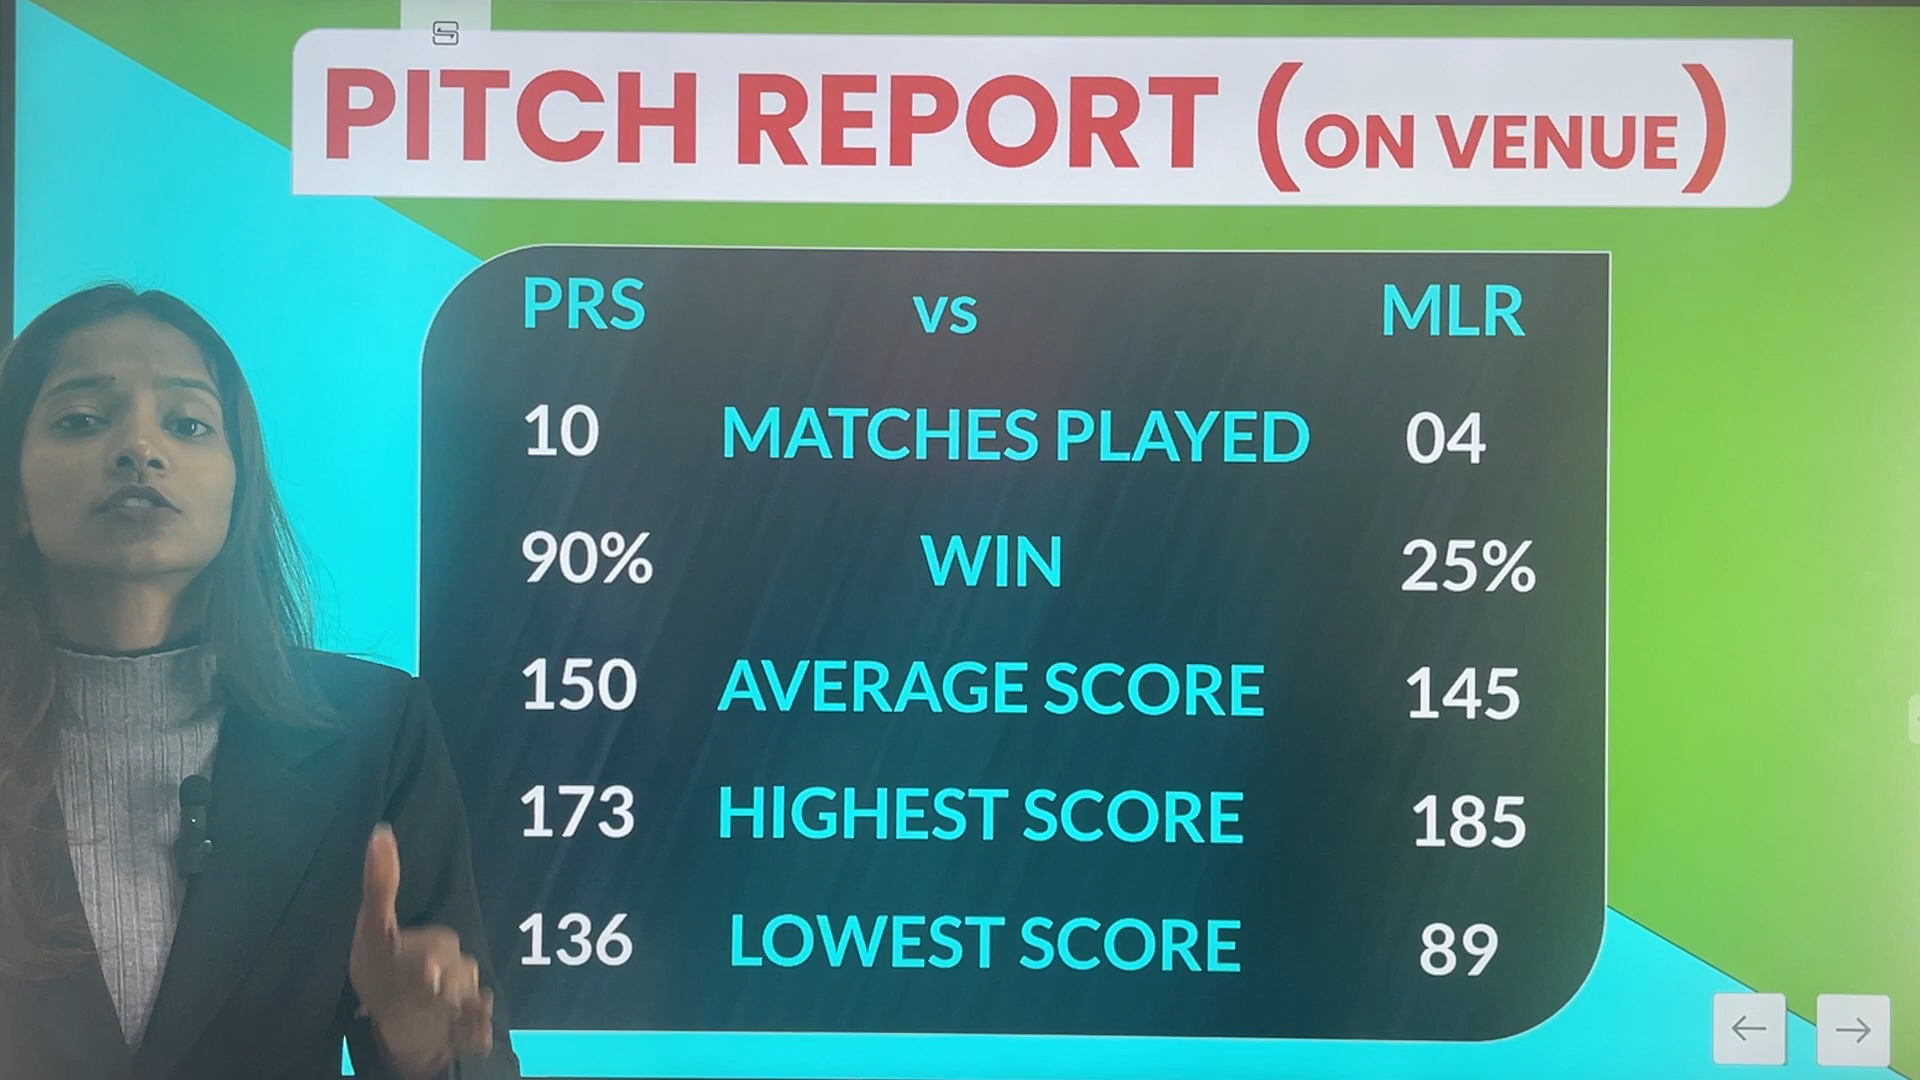 PITCH REPORT (ON VENUE)
PRS VS MLR
10 MATCHES PLAYED 04
90% WIN 25%
150 AVERAGE SCORE 145
173 HIGHEST SCORE 185
136 LOWEST SCORE 89